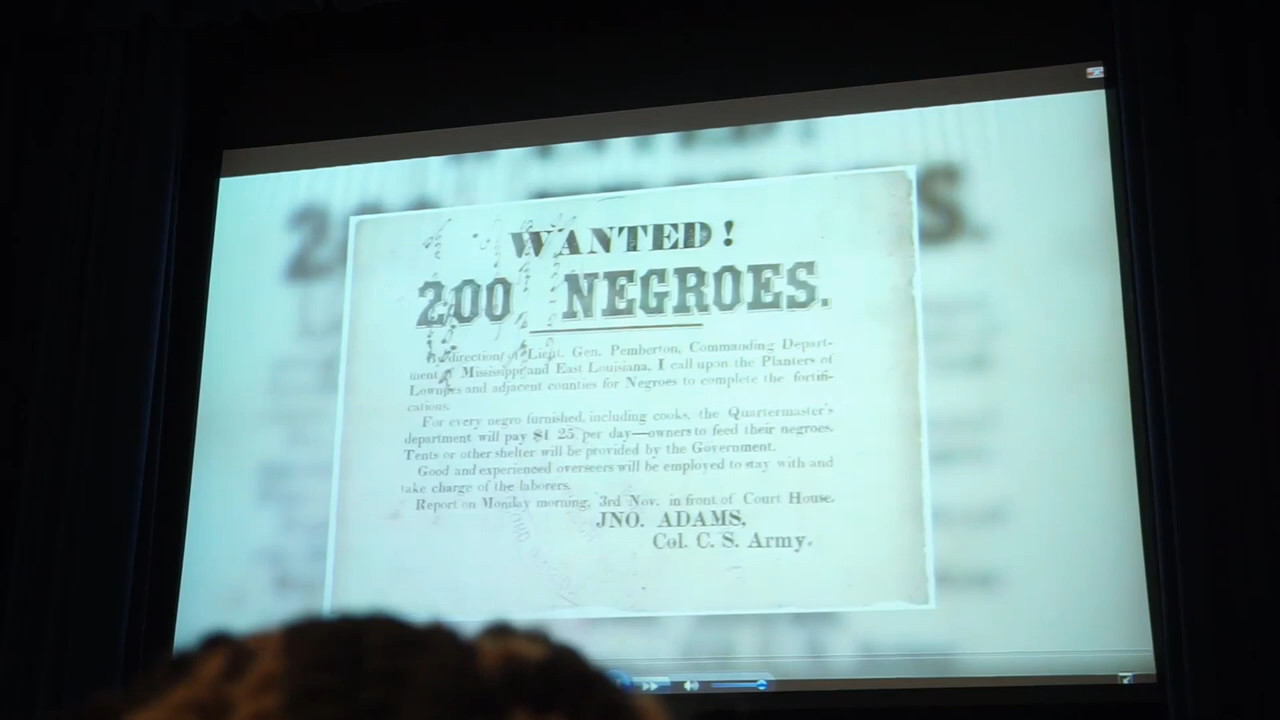 WANTED!
200 NEGROES.
By direction of Lieut. Gen. Pemberton, Commanding Depart-
ment of Mississippi and East Louisiana, I call upon the Planters of
Lowndes and adjacent counties for Negroes to complete the fortifi-
cations.
For every negro furnished, including cooks, the Quartermaster's
department will pay $1 25 per day—owners to feed their negroes.
Tents or other shelter will be provided by the Government.
Good and experienced overseers will be employed to stay with and
take charge of the laborers.
Report on Monday morning, 3rd Nov. in front of Court House.
JNO. ADAMS,
Col. C. S. Army.